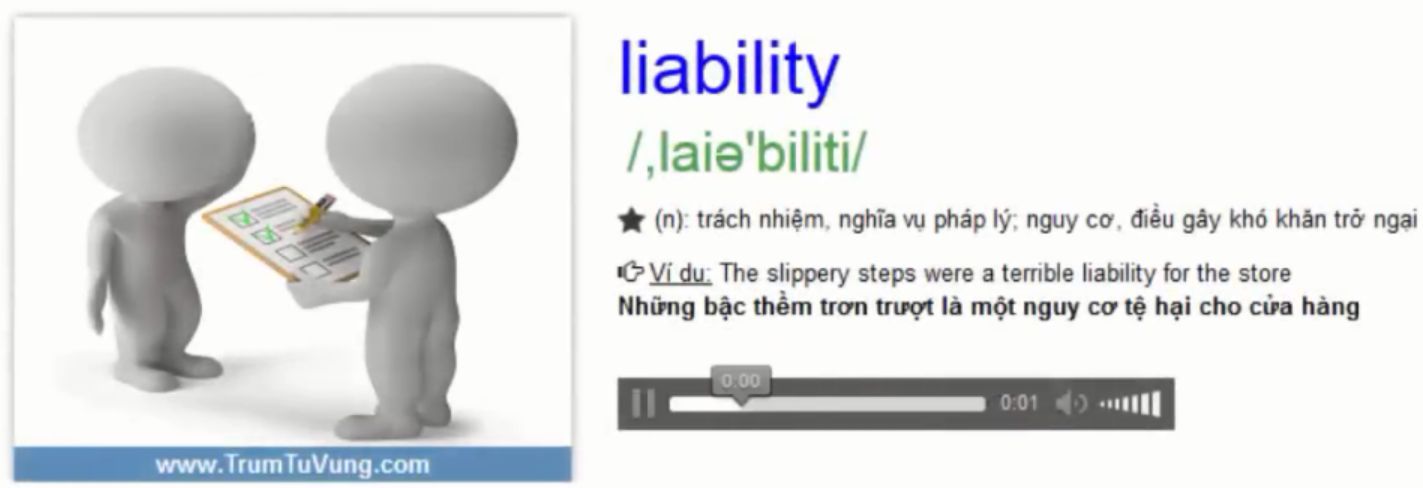 liability
/,laiə'biliti/
★ (n): trách nhiệm, nghĩa vụ pháp lý; nguy cơ, điều gây khó khăn trở ngại
Ví du: The slippery steps were a terrible liability for the store
Những bậc thềm trơn trượt là một nguy cơ tệ hại cho cửa hàng
0:00
0:01
www.TrumTuVung.com